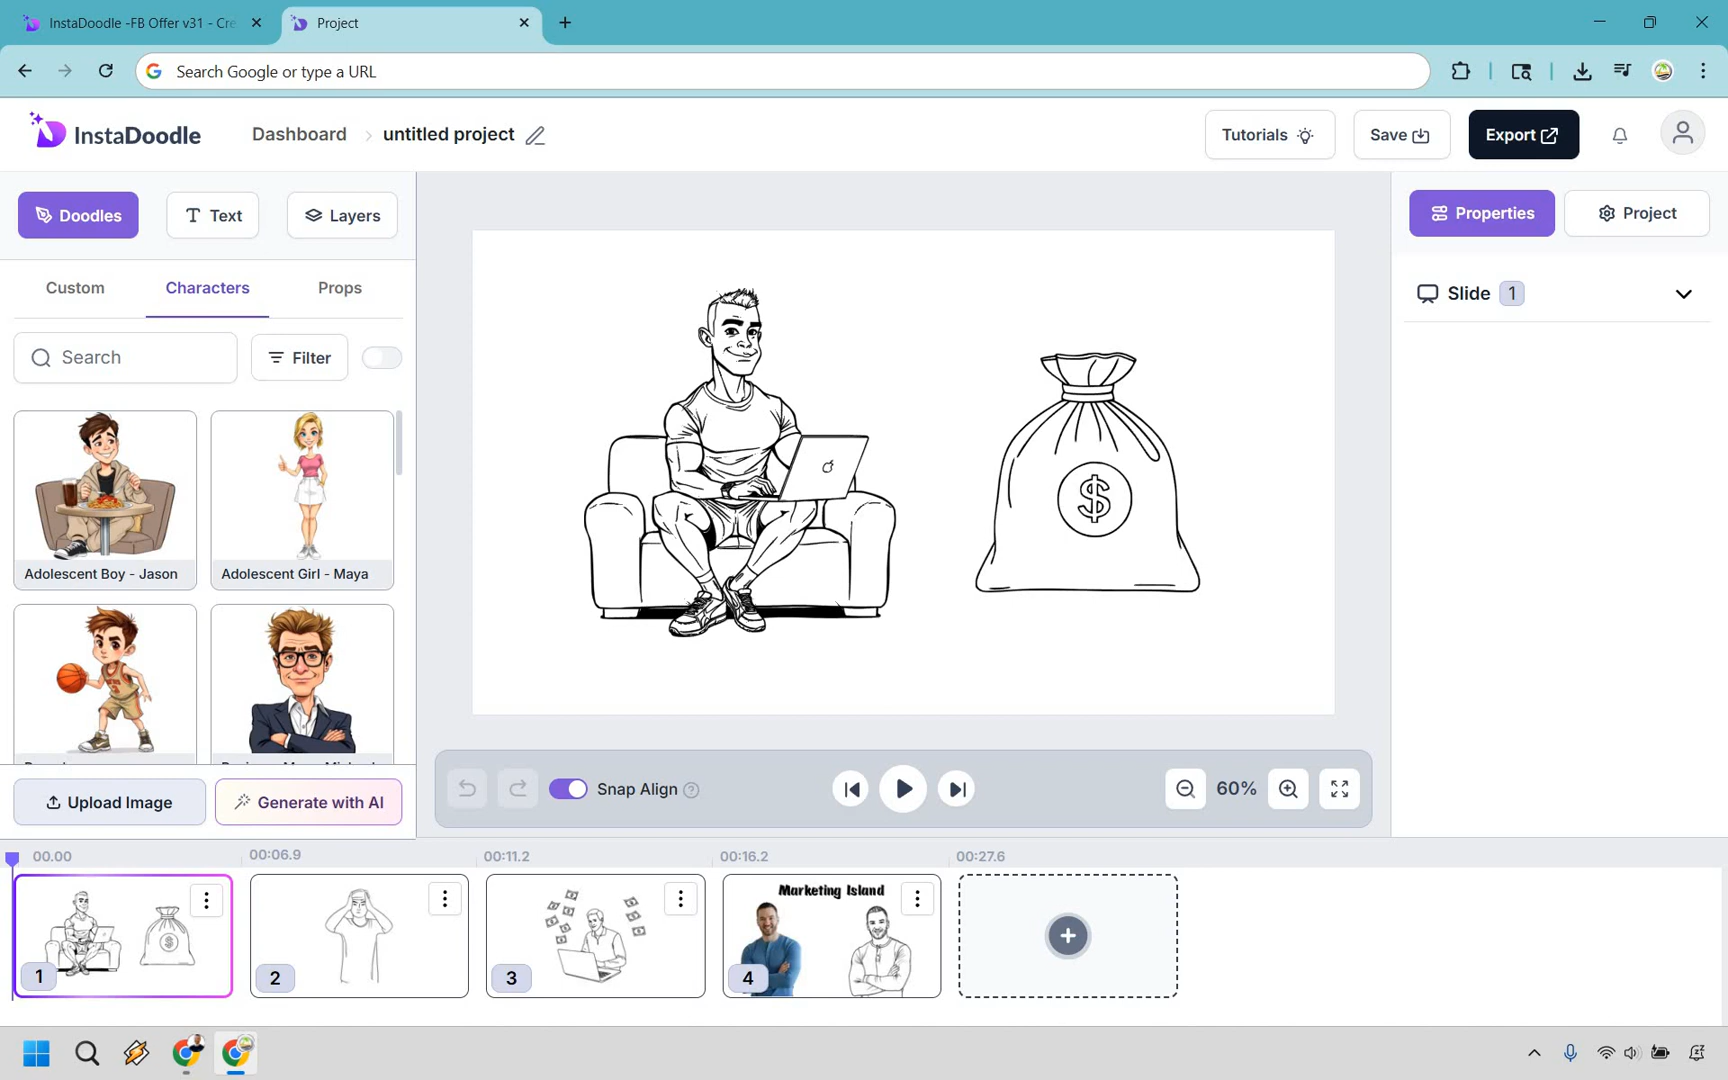 InstaDoodle -FB Offer v31 - Cre
Project
Search Google or type a URL
InstaDoodle
Dashboard
untitled project
Tutorials
Save
Export
Doodles
Text
Layers
Properties
Project
Custom
Characters
Props
Slide 1
Search
Filter
Adolescent Boy - Jason
Adolescent Girl - Maya
$
$
Upload Image
Generate with AI
Snap Align
60%
00.00
00:06.9
00:11.2
00:16.2
00:27.6
Marketing Island
1
2
3
4